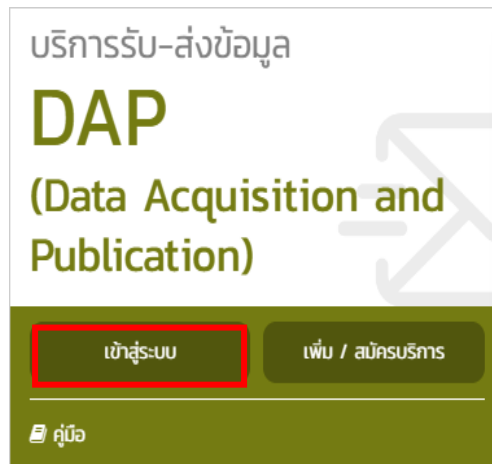 บริการรับ-ส่งข้อมูล
DAP
(Data Acquisition and
Publication)
เข้าสู่ระบบ
เพิ่ม / สมัครบริการ
คู่มือ